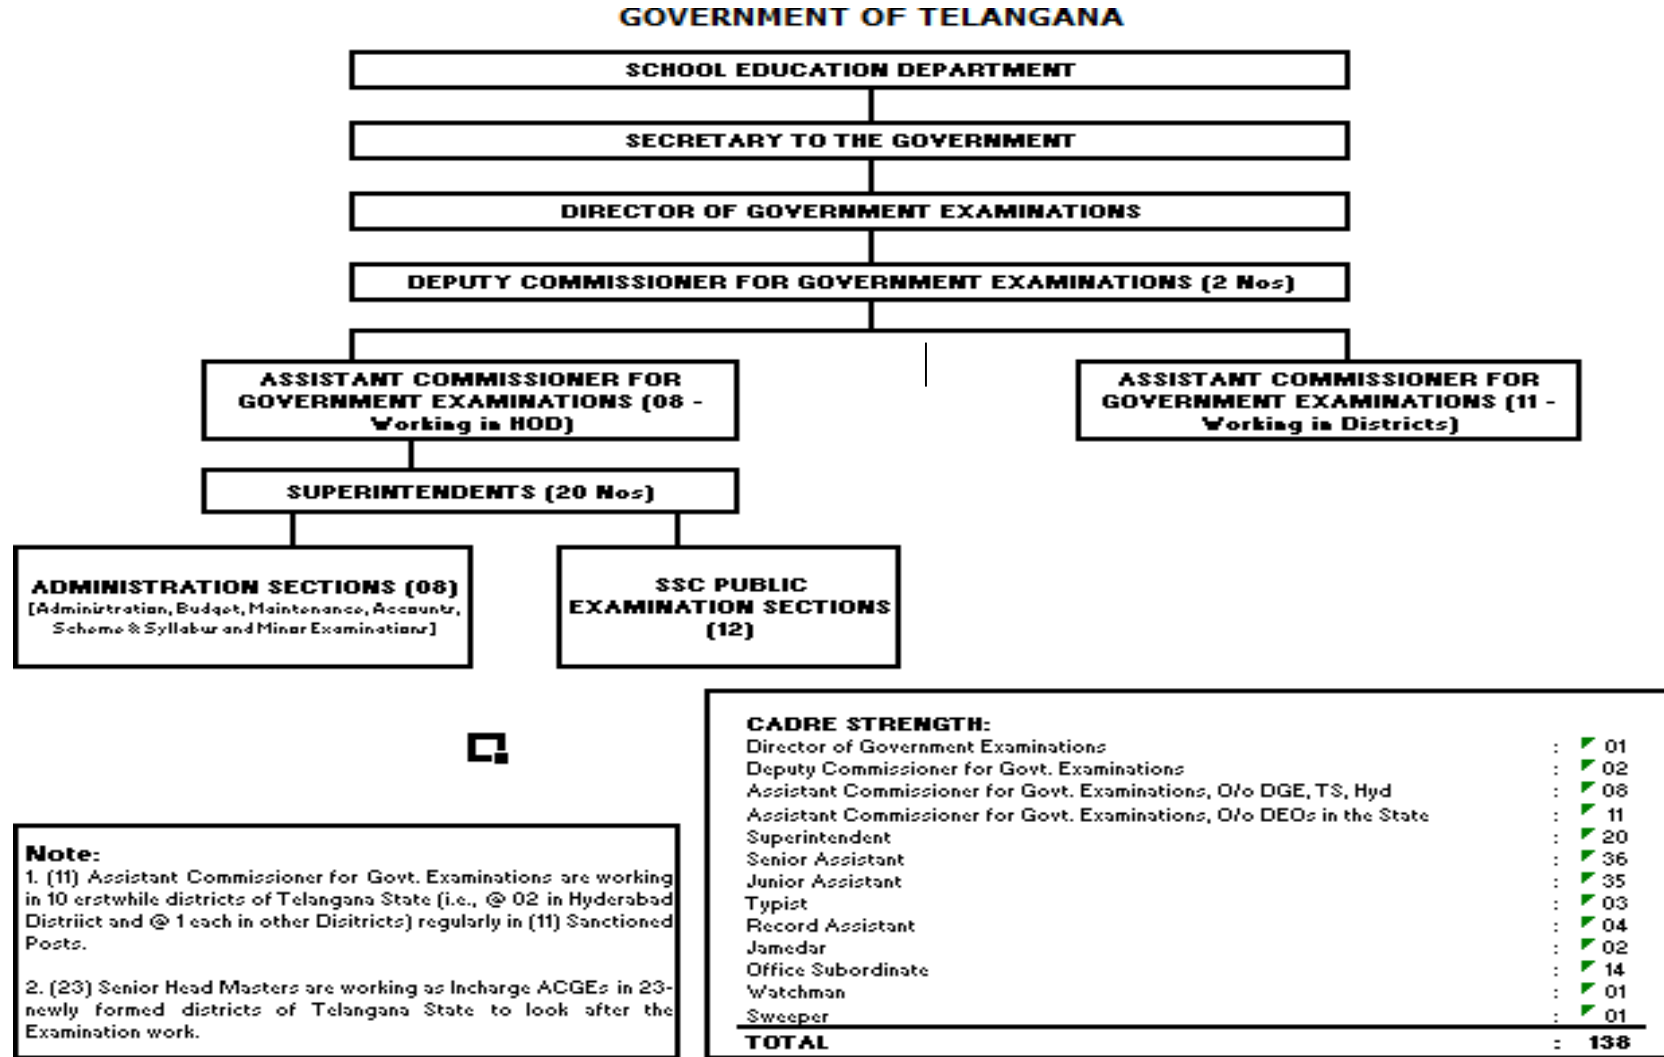 GOVERNMENT OF TELANGANA
SCHOOL EDUCATION DEPARTMENT
SECRETARY TO THE GOVERNMENT
DIRECTOR OF GOVERNMENT EXAMINATIONS
DEPUTY COMMISSIONER FOR GOVERNMENT EXAMINATIONS (2 Nos)
ASSISTANT COMMISSIONER FOR
GOVERNMENT EXAMINATIONS (08 -
Working in HOD)
ASSISTANT COMMISSIONER FOR
GOVERNMENT EXAMINATIONS (11 -
Working in Districts)
SUPERINTENDENTS (20 Nos)
ADMINISTRATION SECTIONS (08)
[Administration, Budget, Maintenance, Accounts,
Scheme & Syllabus and Minor Examinations]
SSC PUBLIC
EXAMINATION SECTIONS
(12)
CADRE STRENGTH:
Director of Government Examinations : 01
Deputy Commissioner for Govt. Examinations : 02
Assistant Commissioner for Govt. Examinations, O/o DGE, TS, Hyd : 08
Assistant Commissioner for Govt. Examinations, O/o DEOs in the State : 11
Superintendent : 20
Senior Assistant : 36
Junior Assistant : 35
Typist : 03
Record Assistant : 04
Jamedar : 02
Office Subordinate : 14
Watchman : 01
Sweeper : 01
TOTAL : 138
Note:
1. (11) Assistant Commissioner for Govt. Examinations are working
in 10 erstwhile districts of Telangana State (i.e., @ 02 in Hyderabad
Distriict and @ 1 each in other Disitricts) regularly in (11) Sanctioned
Posts.
2. (23) Senior Head Masters are working as Incharge ACGEs in 23-
newly formed districts of Telangana State to look after the
Examination work.